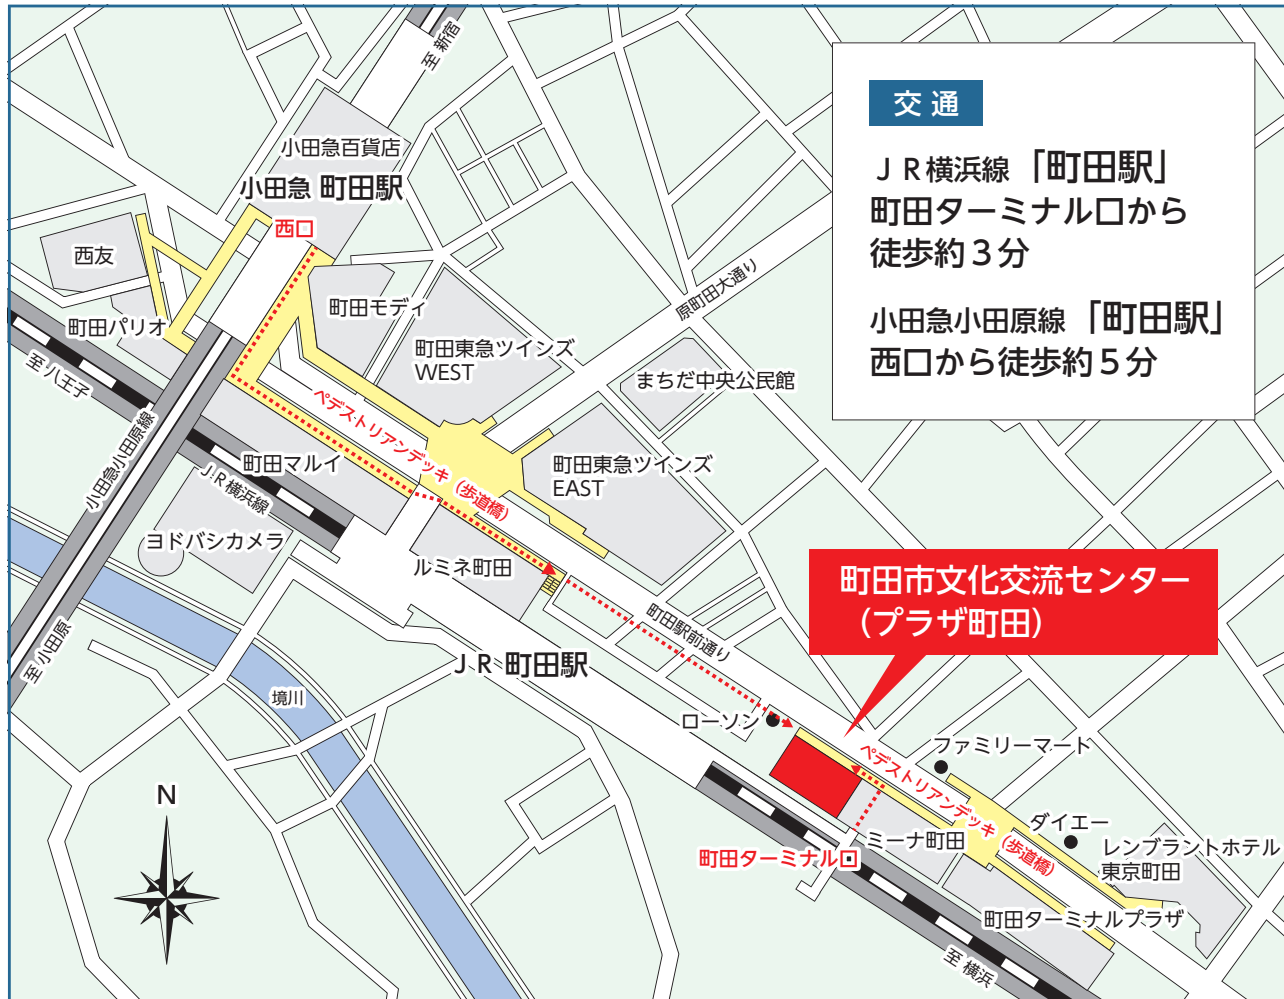 至 新宿
交 通
ＪＲ横浜線「町田駅」
町田ターミナル口から
徒歩約３分
小田急小田原線「町田駅」
西口から徒歩約５分
小田急百貨店
小田急 町田駅
西口
西友
町田パリオ
町田モディ
原町田大通り
町田東急ツインズ
WEST
まちだ中央公民館
至 八王子
ペデストリアンデッキ（歩道橋）
小田急小田原線
ＪＲ横浜線
町田マルイ
町田東急ツインズ
EAST
ヨドバシカメラ
ルミネ町田
町田市文化交流センター
（プラザ町田）
町田駅前通り
至 小田原
ＪＲ 町田駅
境川
ローソン
ファミリーマート
ペデストリアンデッキ（歩道橋）
N
ダイエー
ミーナ町田
レンブラントホテル
東京町田
町田ターミナル口
町田ターミナルプラザ
至 横浜